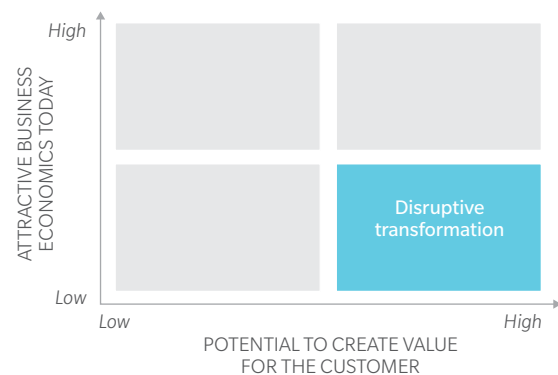 High
ATTRACTIVE BUSINESS
ECONOMICS TODAY
Disruptive
transformation
Low
Low
High
POTENTIAL TO CREATE VALUE
FOR THE CUSTOMER